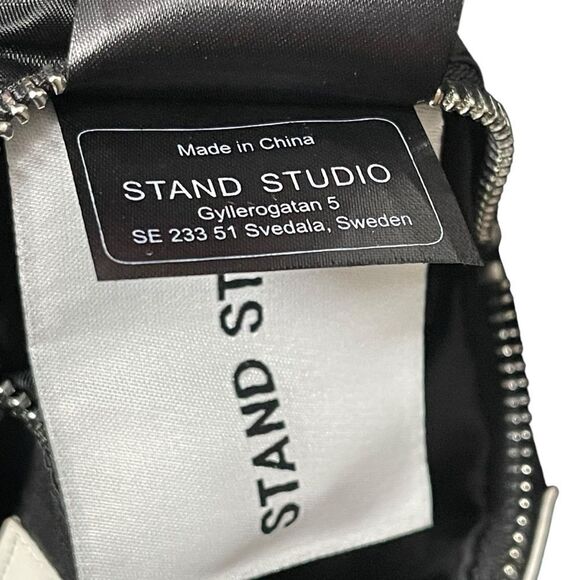 Made in China
STAND STUDIO
Gyllerogatan 5
SE 233 51 Svedala, Sweden
STAND ST